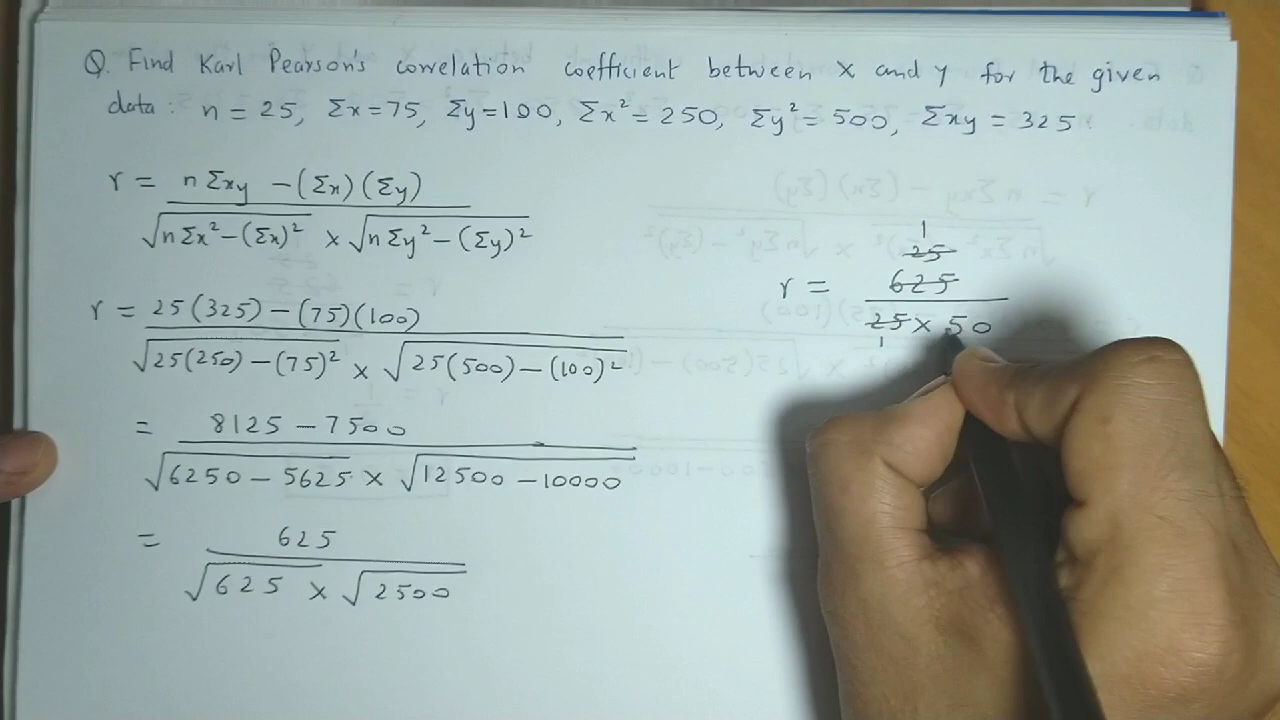 Q. Find Karl Pearson's correlation coefficient between x and y for the given
data: n = 25, Σx=75, Σy=100, Σx²=250, Σy²=500, Σxy = 325.
r = nΣxy -(Σx)(Σy)
√nΣx²-(Σx)² × √nΣy²-(Σy)²
r = 25(325)-(75)(100)
√25(250)-(75)² × √25(500)-(100)²
= 8125-7500
√6250-5625 × √12500-10000
= 625
√625 × √2500
1
25
r = 625
25×50
1